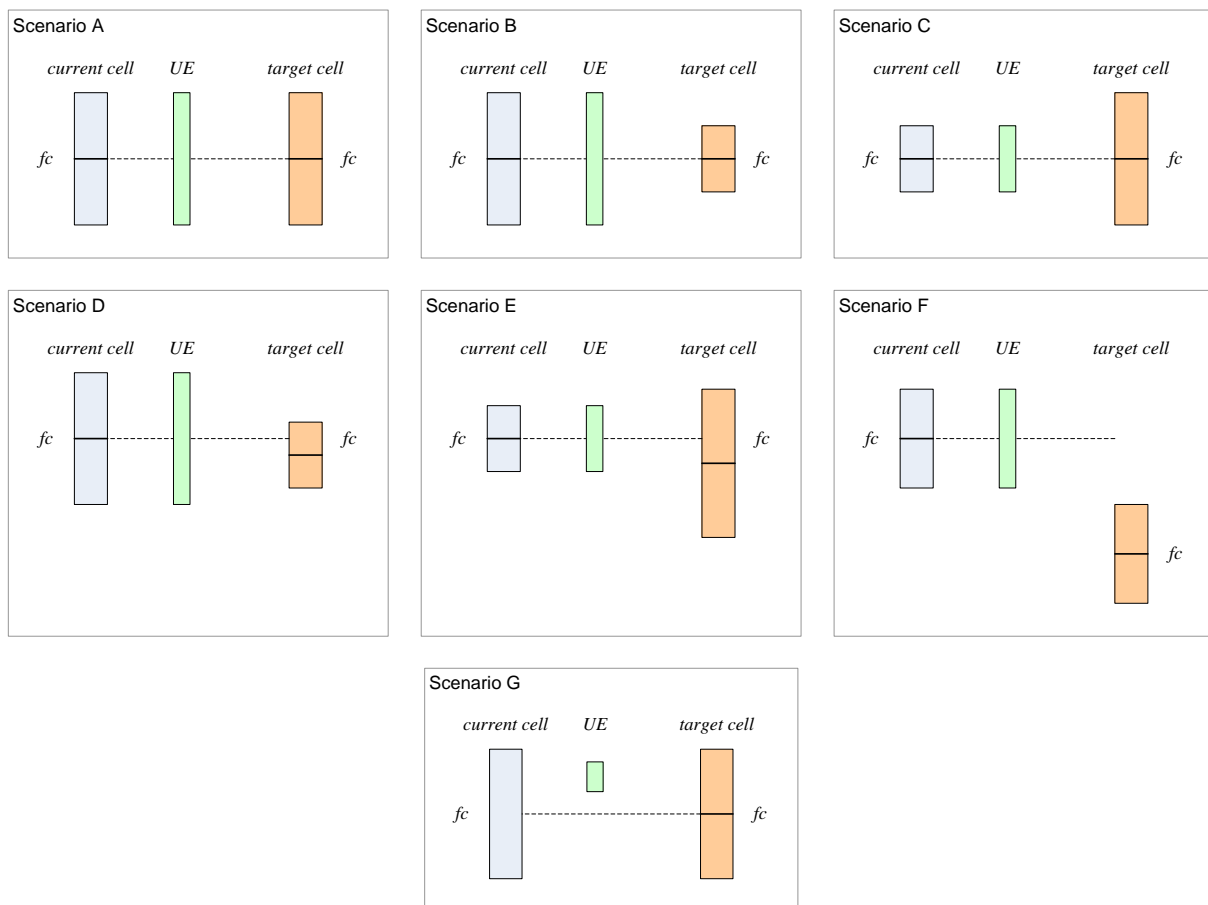 Scenario A
current cell UE target cell
fc fc
Scenario B
current cell UE target cell
fc fc
Scenario C
current cell UE target cell
fc fc
Scenario D
current cell UE target cell
fc fc
Scenario E
current cell UE target cell
fc fc
Scenario F
current cell UE target cell
fc
fc
Scenario G
current cell UE target cell
fc fc